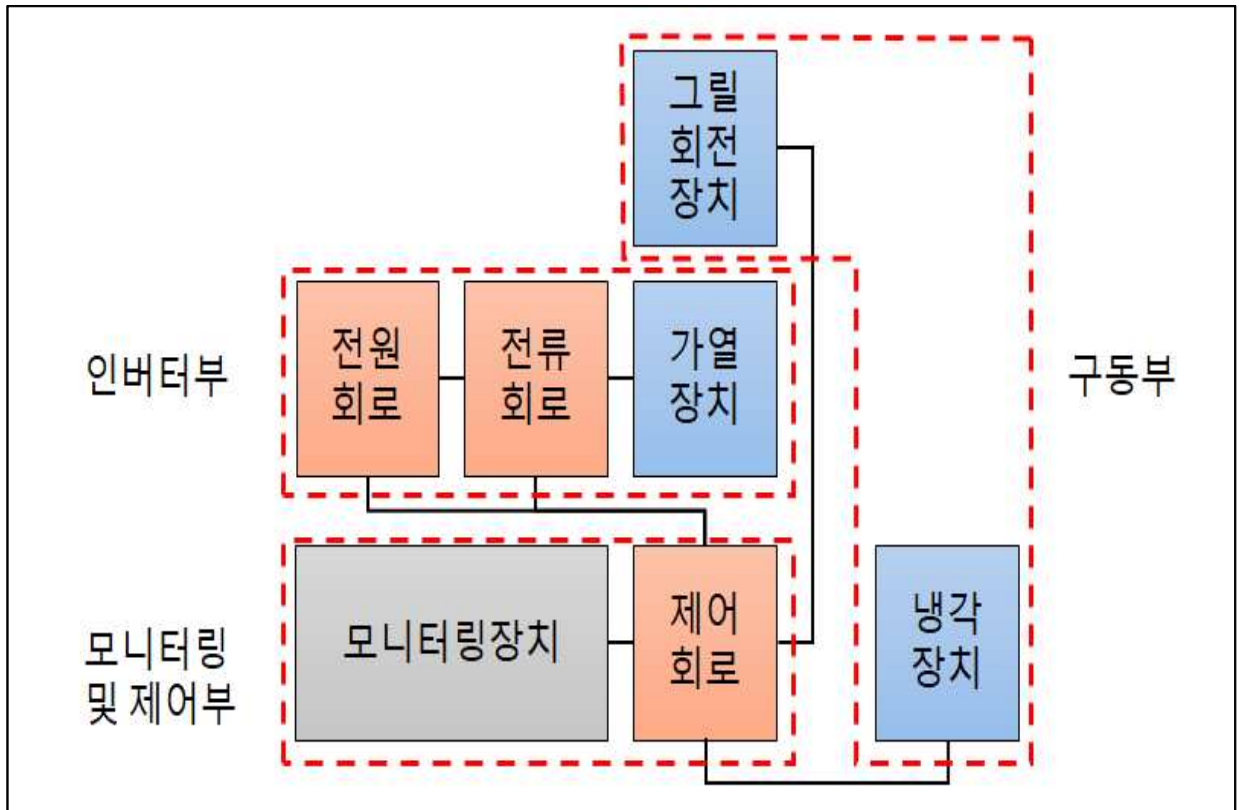 그릴
회전
장치
인버터부
전원
회로
전류
회로
가열
장치
구동부
모니터링
및 제어부
모니터링장치
제어
회로
냉각
장치